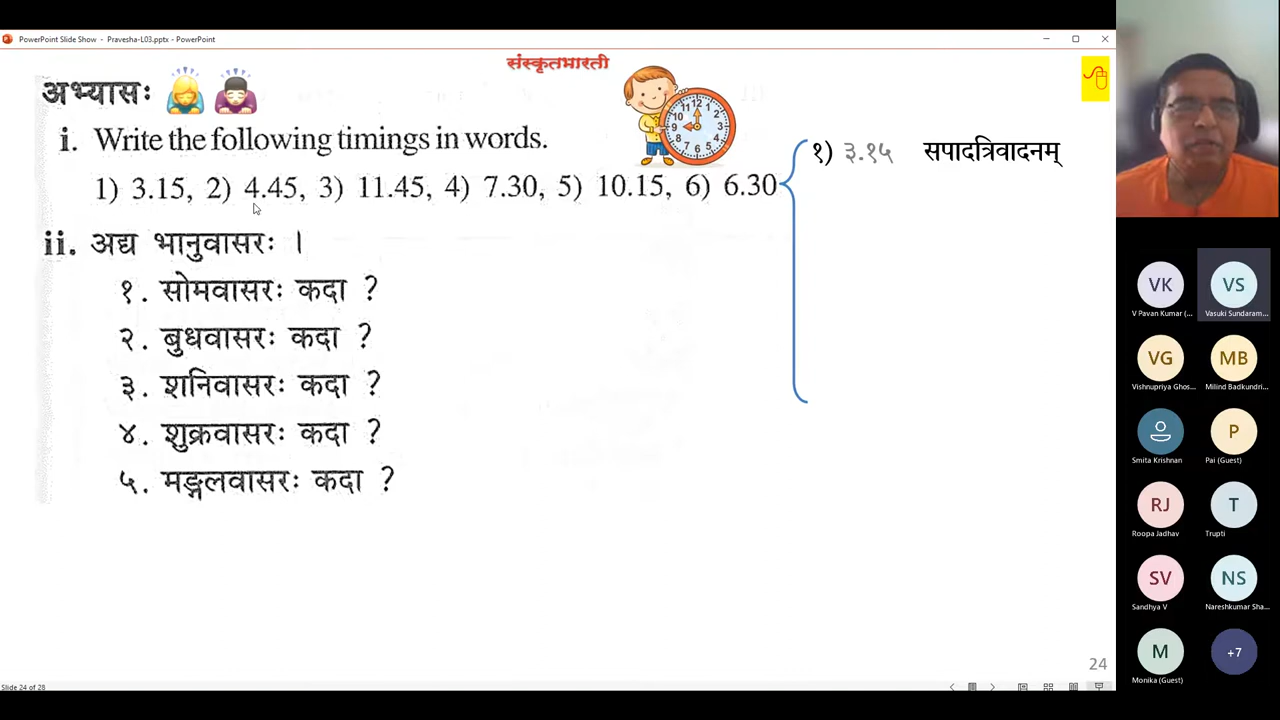 PowerPoint Slide Show - Pravesha-L03.pptx - PowerPoint
संस्कृतभारती
अभ्यासः
i. Write the following timings in words.
1) 3.15, 2) 4.45, 3) 11.45, 4) 7.30, 5) 10.15, 6) 6.30
१) ३.१५ सपादत्रिवादनम्
ii. अद्य भानुवासरः ।
१. सोमवासरः कदा ?
२. बुधवासरः कदा ?
३. शनिवासरः कदा ?
४. शुक्रवासरः कदा ?
५. मङ्गलवासरः कदा ?
24
Slide 24 of 28
VK VS
V Pavan Kumar (... Vasuki Sundaram...
VG MB
Vishnupriya Ghos... Milind Badkundri...
P
Smita Krishnan Pai (Guest)
RJ T
Roopa Jadhav Trupti
SV NS
Sandhya V Nareshkumar Sha...
M +7
Monika (Guest)